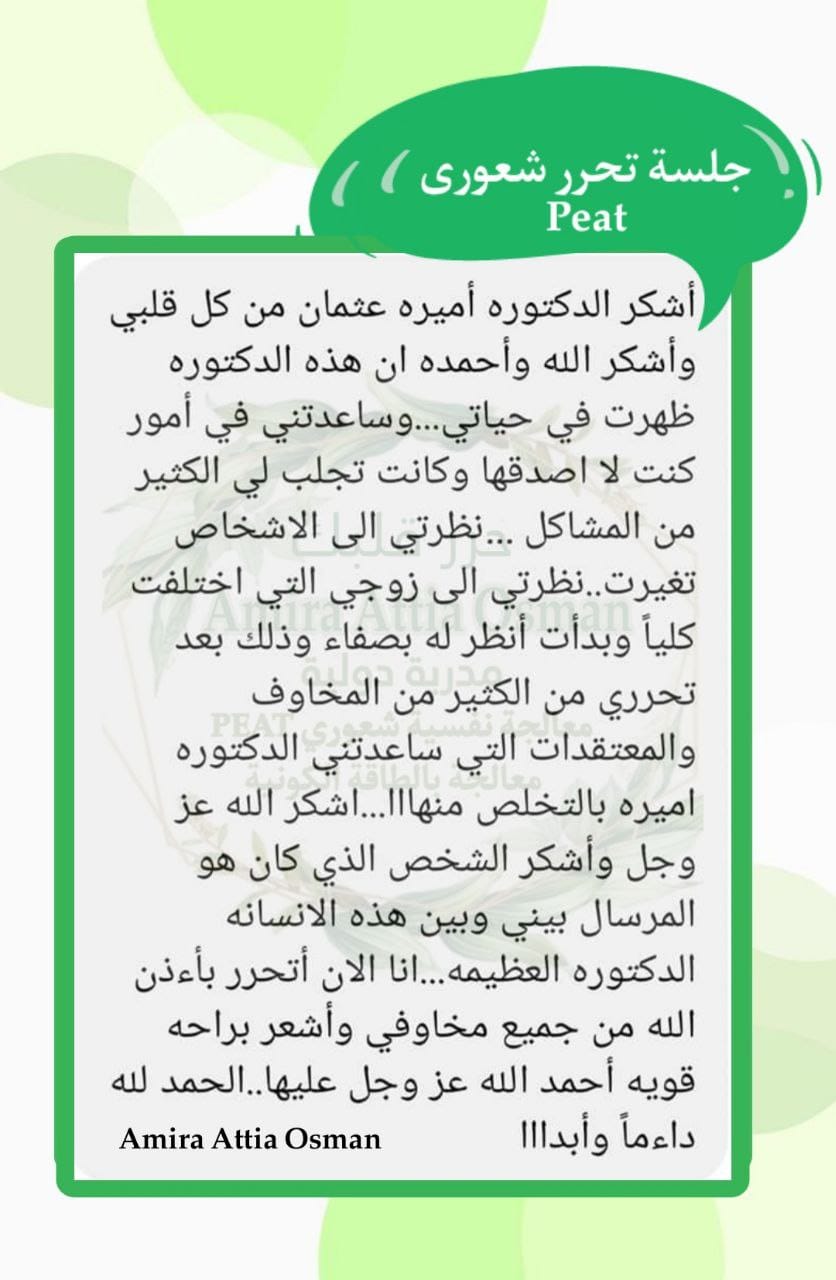 جلسة تحرر شعورى
Peat
أشكر الدكتوره أميره عثمان من كل قلبي
وأشكر الله وأحمده ان هذه الدكتوره
ظهرت في حياتي...وساعدتني في أمور
كنت لا اصدقها وكانت تجلب لي الكثير
من المشاكل ...نظرتي الى الاشخاص
تغيرت..نظرتي الى زوجي التي اختلفت
كلياً وبدأت أنظر له بصفاء وذلك بعد
تحرري من الكثير من المخاوف
والمعتقدات التي ساعدتني الدكتوره
اميره بالتخلص منهااا...اشكر الله عز
وجل وأشكر الشخص الذي كان هو
المرسال بيني وبين هذه الانسانه
الدكتوره العظيمه...انا الان أتحرر بأءذن
الله من جميع مخاوفي وأشعر براحه
قويه أحمد الله عز وجل عليها..الحمد لله
داءماً وأبدااا
Amira Attia Osman
حرر قلبك
Amira Attia Osman
مدربة دولية
معالجة نفسية شعوري PEAT
معالجة بالطاقة الكونية